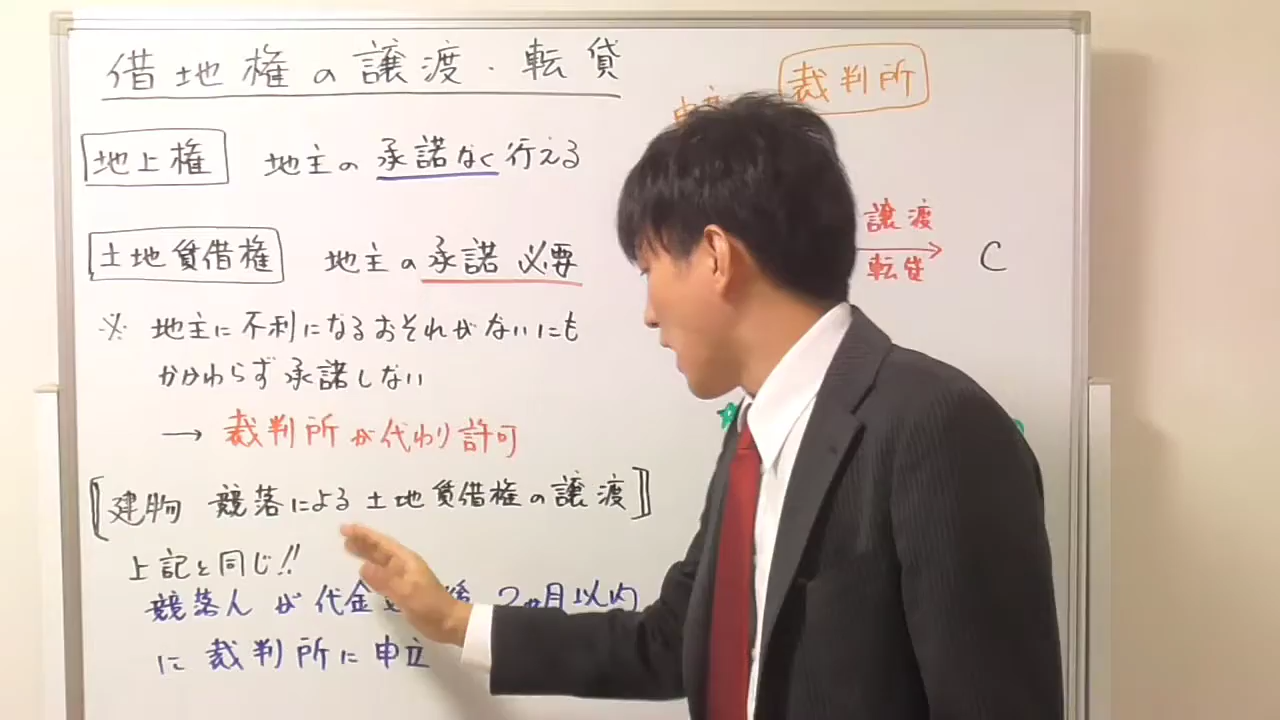 借地権の譲渡・転貸
裁判所
地上権 地主の承諾なく行える
土地賃借権 地主の承諾必要
譲渡
転貸
C
※ 地主に不利になるおそれがないにも
かかわらず承諾しない
→ 裁判所が代わり許可
〚建物 競落による土地賃借権の譲渡〛
上記と同じ!!
競落人が代金 後 2ヶ月以内
に裁判所に申立